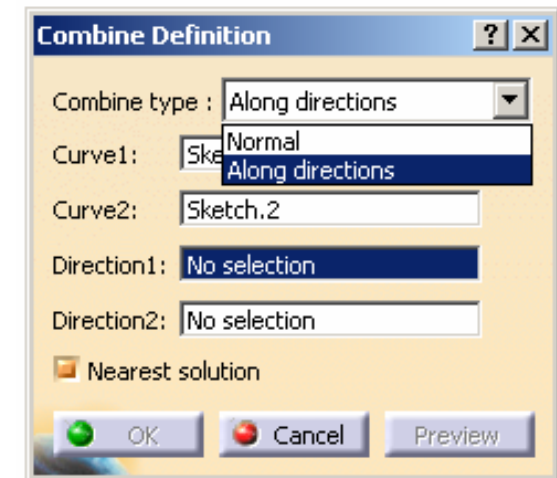 Combine Definition ? X
Combine type : Along directions
Normal
Curve1: Ske
Along directions
Curve2: Sketch.2
Direction1: No selection
Direction2: No selection
Nearest solution
OK Cancel Preview